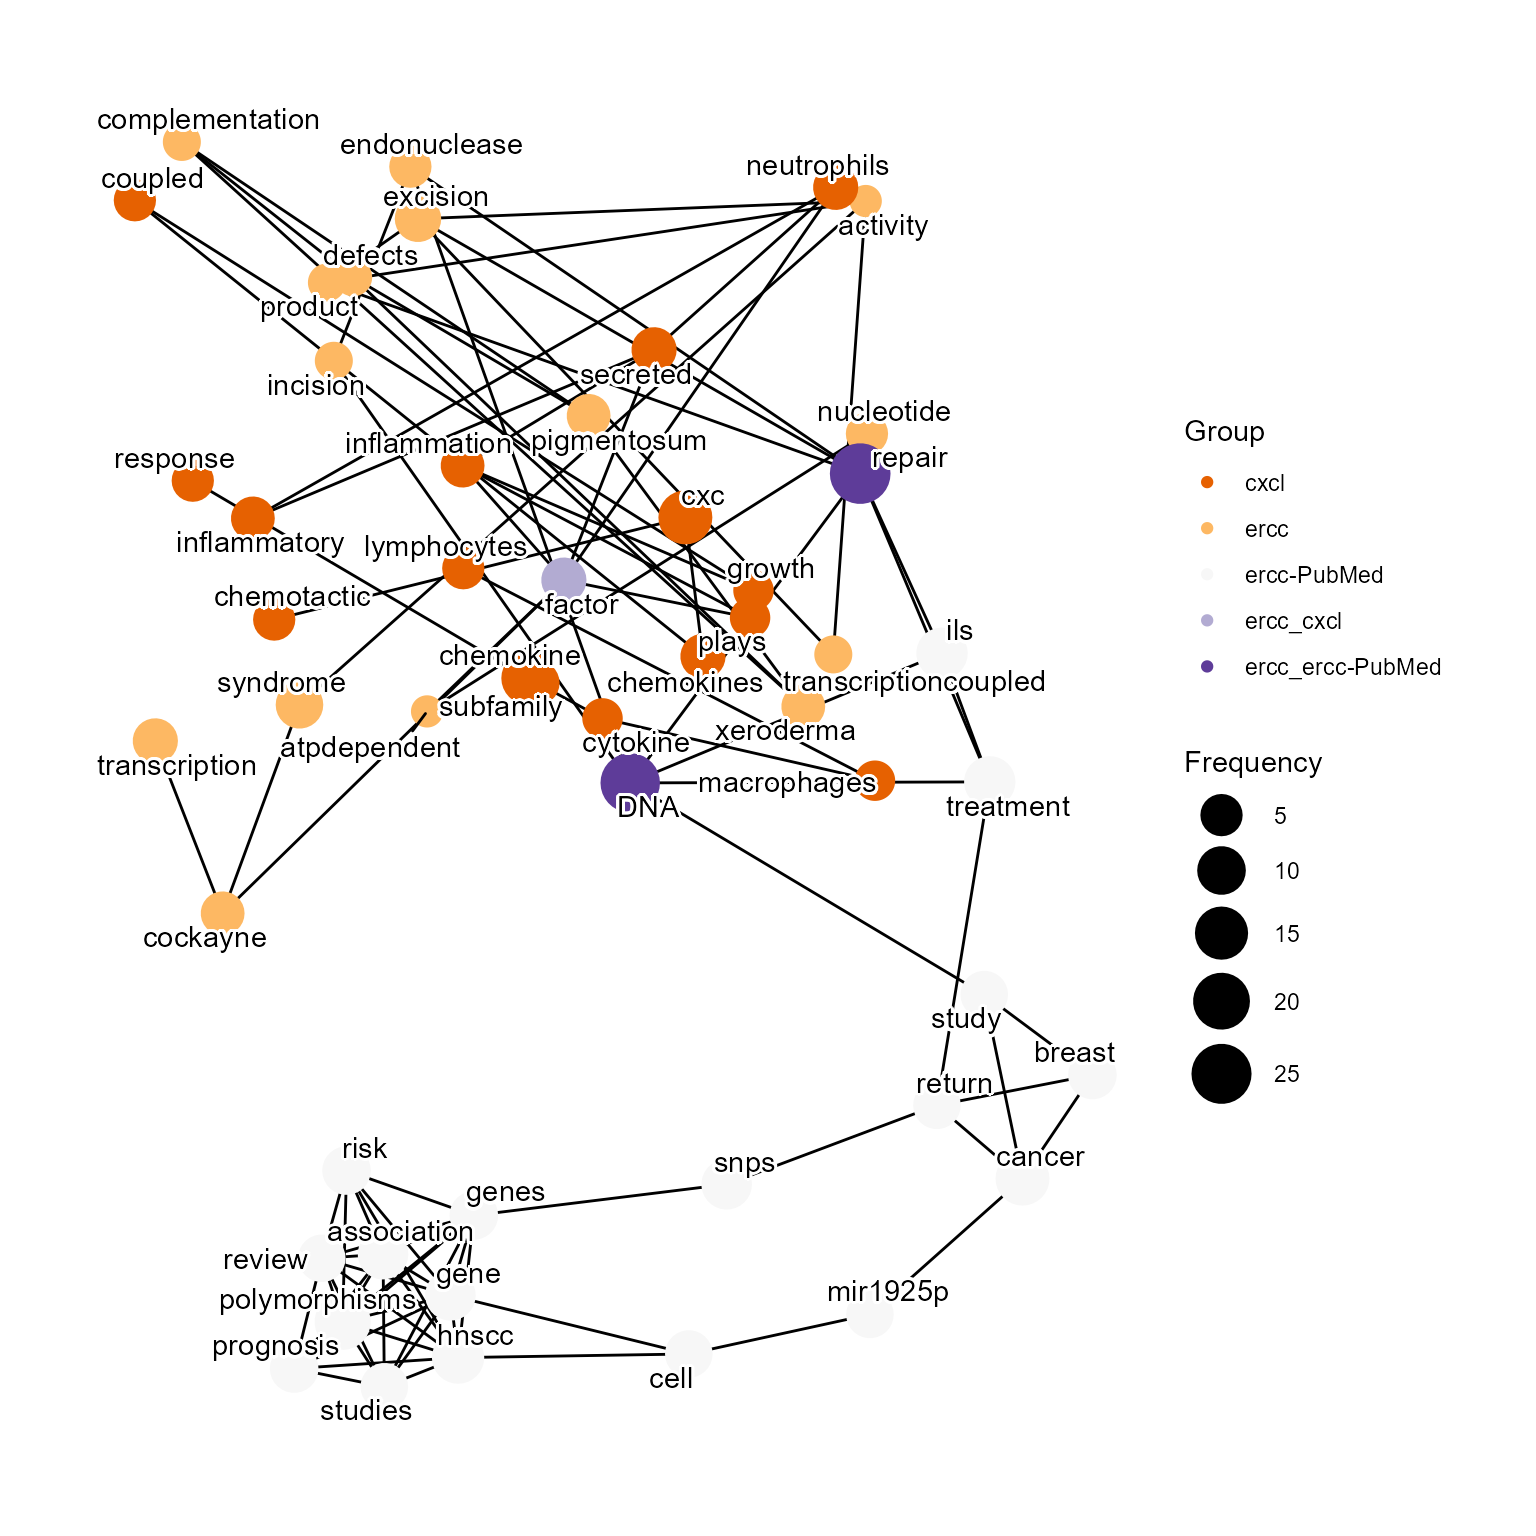 complementation
endonuclease
coupled
neutrophils
excision
activity
defects
product
secreted
incision
nucleotide
inflammation
pigmentosum
response
repair
cxc
inflammatory
lymphocytes
growth
chemotactic
factor
ils
plays
chemokine
syndrome
chemokines
transcriptioncoupled
subfamily
xeroderma
atpdependent
cytokine
transcription
macrophages
DNA
treatment
cockayne
study
breast
return
risk
cancer
snps
genes
association
review
gene
mir1925p
polymorphisms
hnscc
prognosis
cell
studies
Group
cxcl
ercc
ercc-PubMed
ercc_cxcl
ercc_ercc-PubMed
Frequency
5
10
15
20
25